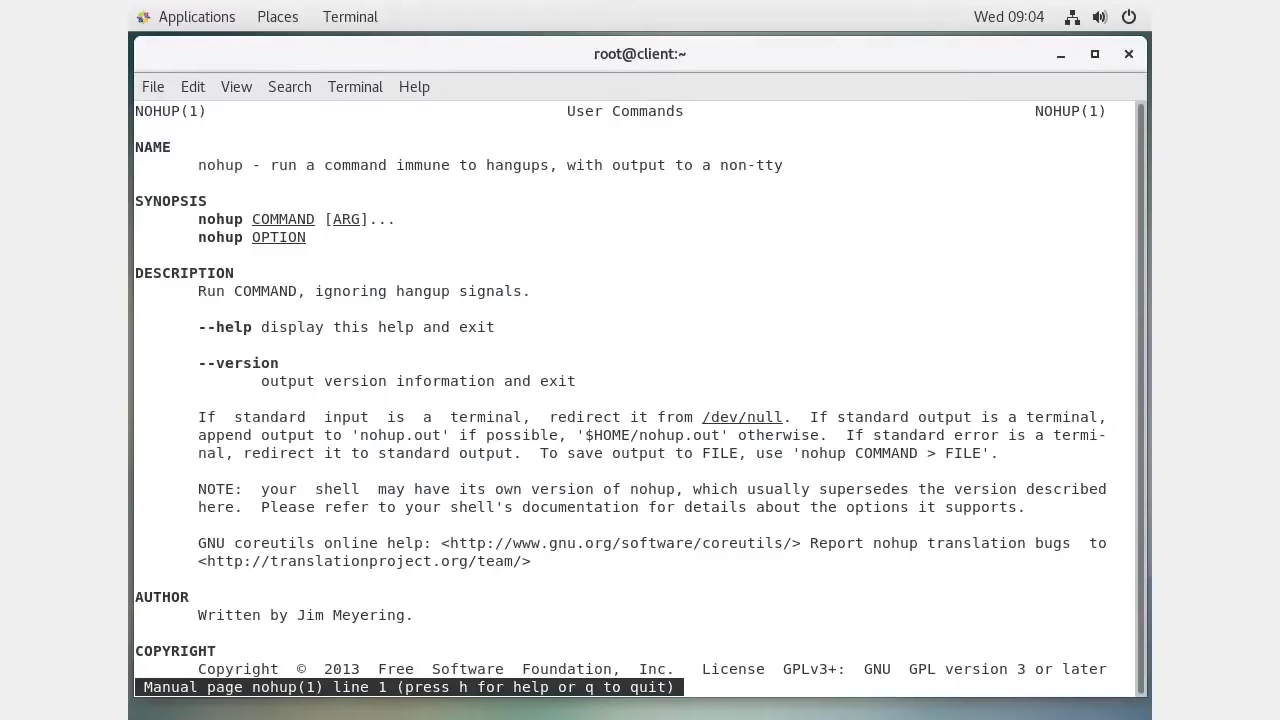 Applications Places Terminal Wed 09:04
root@client:~
File Edit View Search Terminal Help
NOHUP(1) User Commands NOHUP(1)
NAME
nohup - run a command immune to hangups, with output to a non-tty
SYNOPSIS
nohup COMMAND [ARG]...
nohup OPTION
DESCRIPTION
Run COMMAND, ignoring hangup signals.
--help display this help and exit
--version
output version information and exit
If standard input is a terminal, redirect it from /dev/null. If standard output is a terminal,
append output to 'nohup.out' if possible, '$HOME/nohup.out' otherwise. If standard error is a termi-
nal, redirect it to standard output. To save output to FILE, use 'nohup COMMAND > FILE'.
NOTE: your shell may have its own version of nohup, which usually supersedes the version described
here. Please refer to your shell's documentation for details about the options it supports.
GNU coreutils online help: <http://www.gnu.org/software/coreutils/> Report nohup translation bugs to
<http://translationproject.org/team/>
AUTHOR
Written by Jim Meyering.
COPYRIGHT
Copyright © 2013 Free Software Foundation, Inc. License GPLv3+: GNU GPL version 3 or later
Manual page nohup(1) line 1 (press h for help or q to quit)